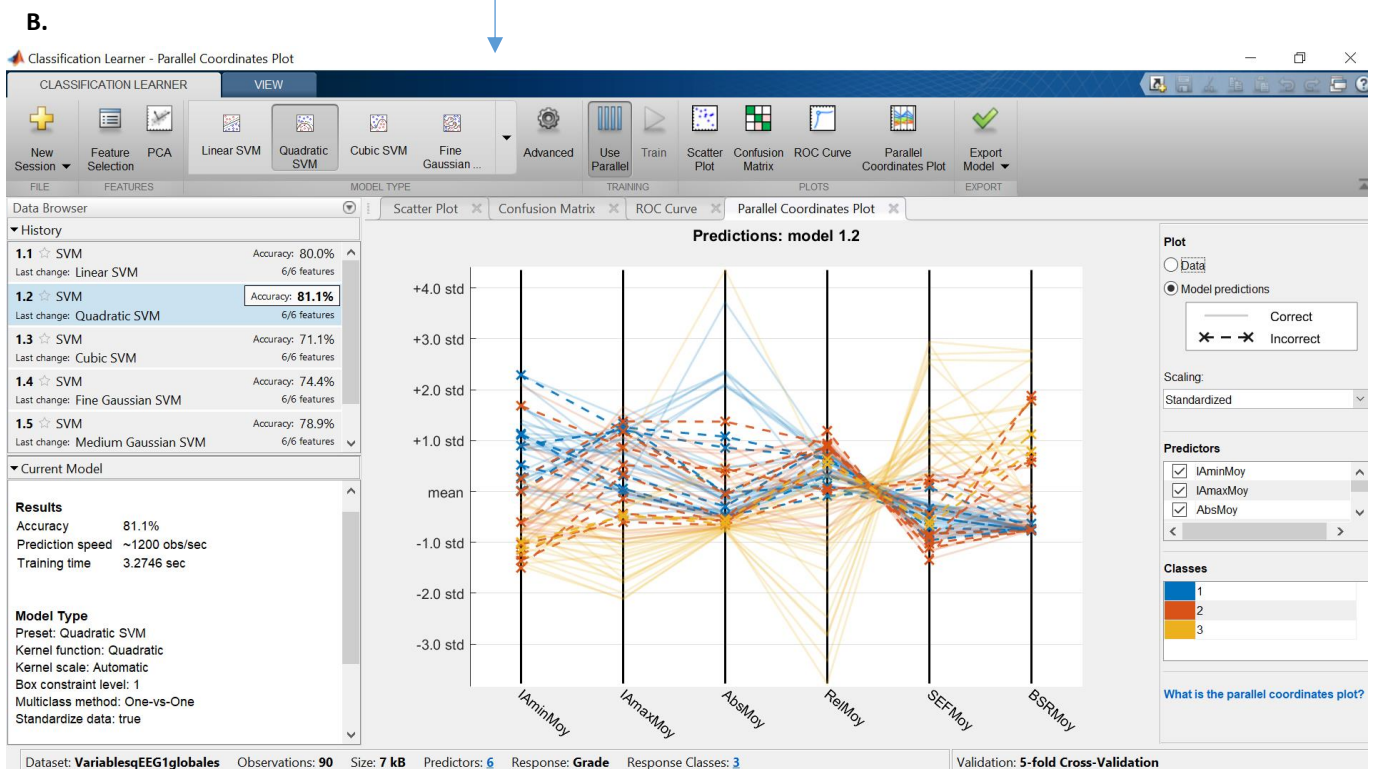 B.
Classification Learner - Parallel Coordinates Plot
CLASSIFICATION LEARNER VIEW
New Session Feature Selection PCA Linear SVM Quadratic SVM Cubic SVM Fine Gaussian ... Advanced Use Parallel Train Scatter Plot Confusion Matrix ROC Curve Parallel Coordinates Plot Export Model
FILE FEATURES MODEL TYPE TRAINING PLOTS EXPORT
Data Browser
History
1.1 SVM Accuracy: 80.0%
Last change: Linear SVM 6/6 features
1.2 SVM Accuracy: 81.1%
Last change: Quadratic SVM 6/6 features
1.3 SVM Accuracy: 71.1%
Last change: Cubic SVM 6/6 features
1.4 SVM Accuracy: 74.4%
Last change: Fine Gaussian SVM 6/6 features
1.5 SVM Accuracy: 78.9%
Last change: Medium Gaussian SVM 6/6 features
Current Model
Results
Accuracy 81.1%
Prediction speed ~1200 obs/sec
Training time 3.2746 sec
Model Type
Preset: Quadratic SVM
Kernel function: Quadratic
Kernel scale: Automatic
Box constraint level: 1
Multiclass method: One-vs-One
Standardize data: true
Scatter Plot Confusion Matrix ROC Curve Parallel Coordinates Plot
Predictions: model 1.2
+4.0 std
+3.0 std
+2.0 std
+1.0 std
mean
-1.0 std
-2.0 std
-3.0 std
IAminMoy IAmaxMoy AbsMoy RelMoy SEFMoy BSRMoy
Plot
Data
Model predictions
Correct
Incorrect
Scaling:
Standardized
Predictors
IAminMoy
IAmaxMoy
AbsMoy
Classes
1
2
3
What is the parallel coordinates plot?
Dataset: VariablesqEEG1globales Observations: 90 Size: 7 kB Predictors: 6 Response: Grade Response Classes: 3 Validation: 5-fold Cross-Validation